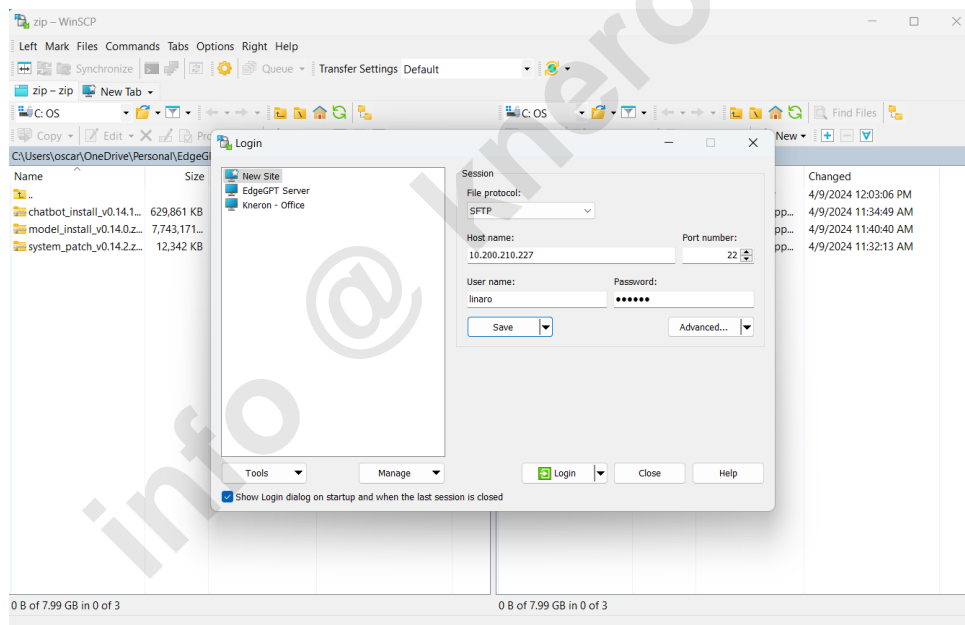 zip – WinSCP
Left Mark Files Commands Tabs Options Right Help
Synchronize Queue Transfer Settings Default
zip – zip New Tab
C: OS C: OS Find Files
Copy Edit New
C:\Users\oscar\OneDrive\Personal\EdgeG
Name Size Changed
..
4/9/2024 12:03:06 PM
chatbot_install_v0.14.1... 629,861 KB pp... 4/9/2024 11:34:49 AM
model_install_v0.14.0.z... 7,743,171... pp... 4/9/2024 11:40:40 AM
system_patch_v0.14.2.z... 12,342 KB pp... 4/9/2024 11:32:13 AM
Login
New Site
EdgeGPT Server
Kneron - Office
Session
File protocol:
SFTP
Host name: Port number:
10.200.210.227 22
User name: Password:
linaro ●●●●●●
Save Advanced...
Tools Manage Login Close Help
Show Login dialog on startup and when the last session is closed
0 B of 7.99 GB in 0 of 3 0 B of 7.99 GB in 0 of 3
info @ knero